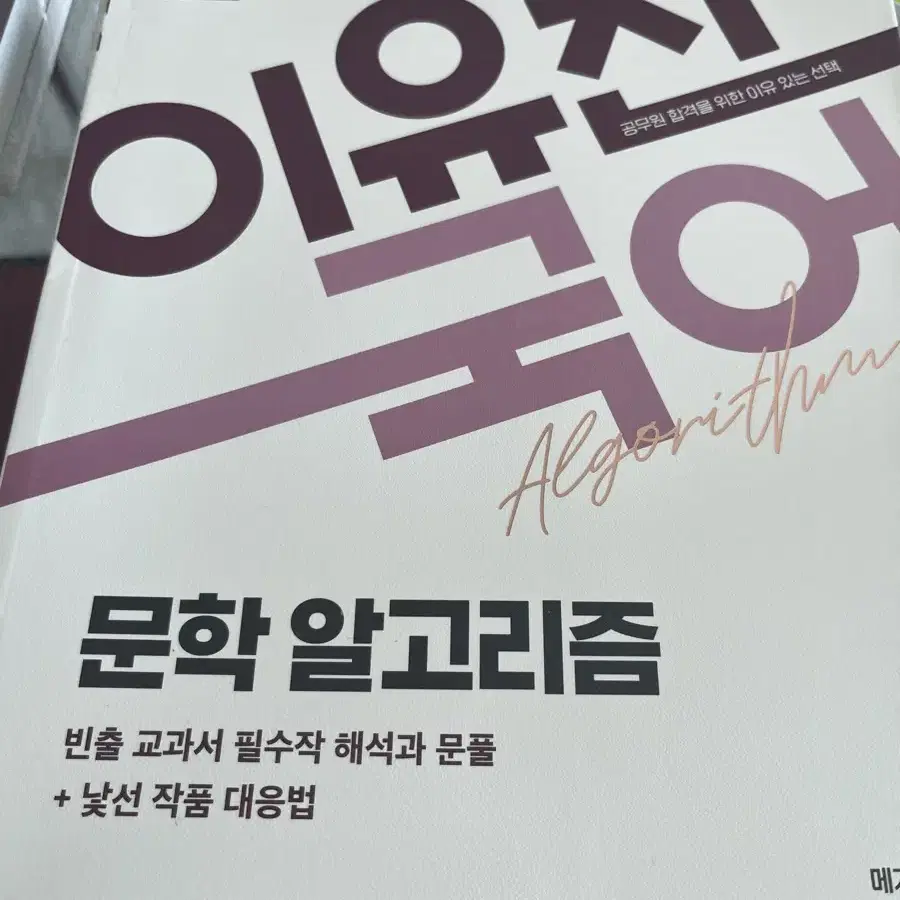 이유진
공무원 합격을 위한 이유 있는 선택
국어
Algorithm
문학 알고리즘
빈출 교과서 필수작 해석과 문풀
+ 낯선 작품 대응법